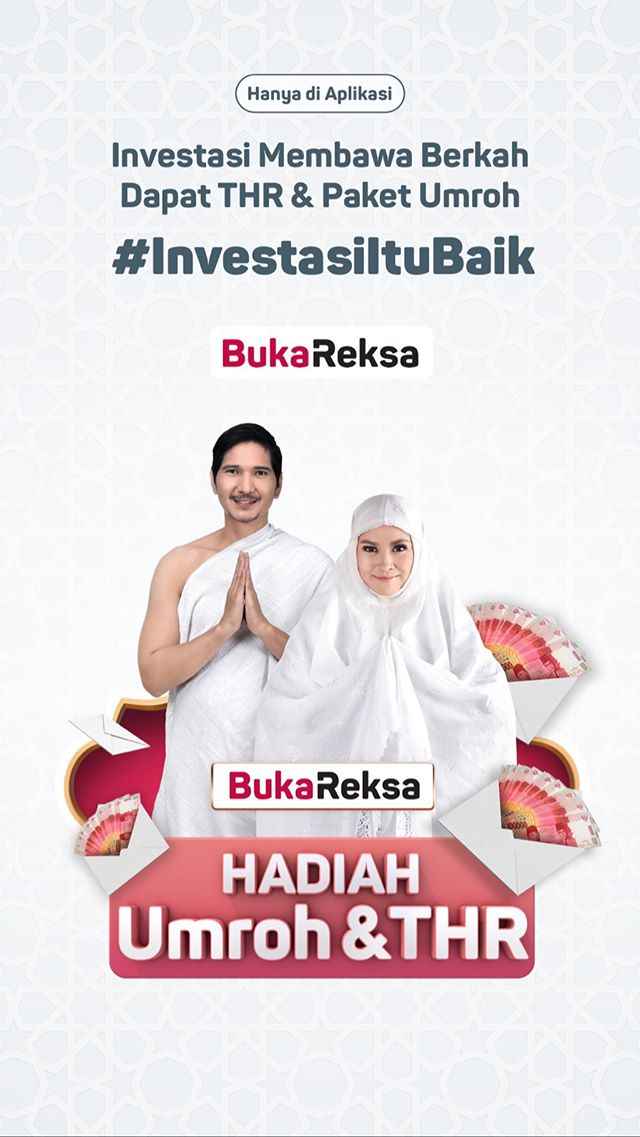 Hanya di Aplikasi
Investasi Membawa Berkah
Dapat THR & Paket Umroh
#InvestasiItuBaik
BukaReksa
BukaReksa
HADIAH
Umroh & THR